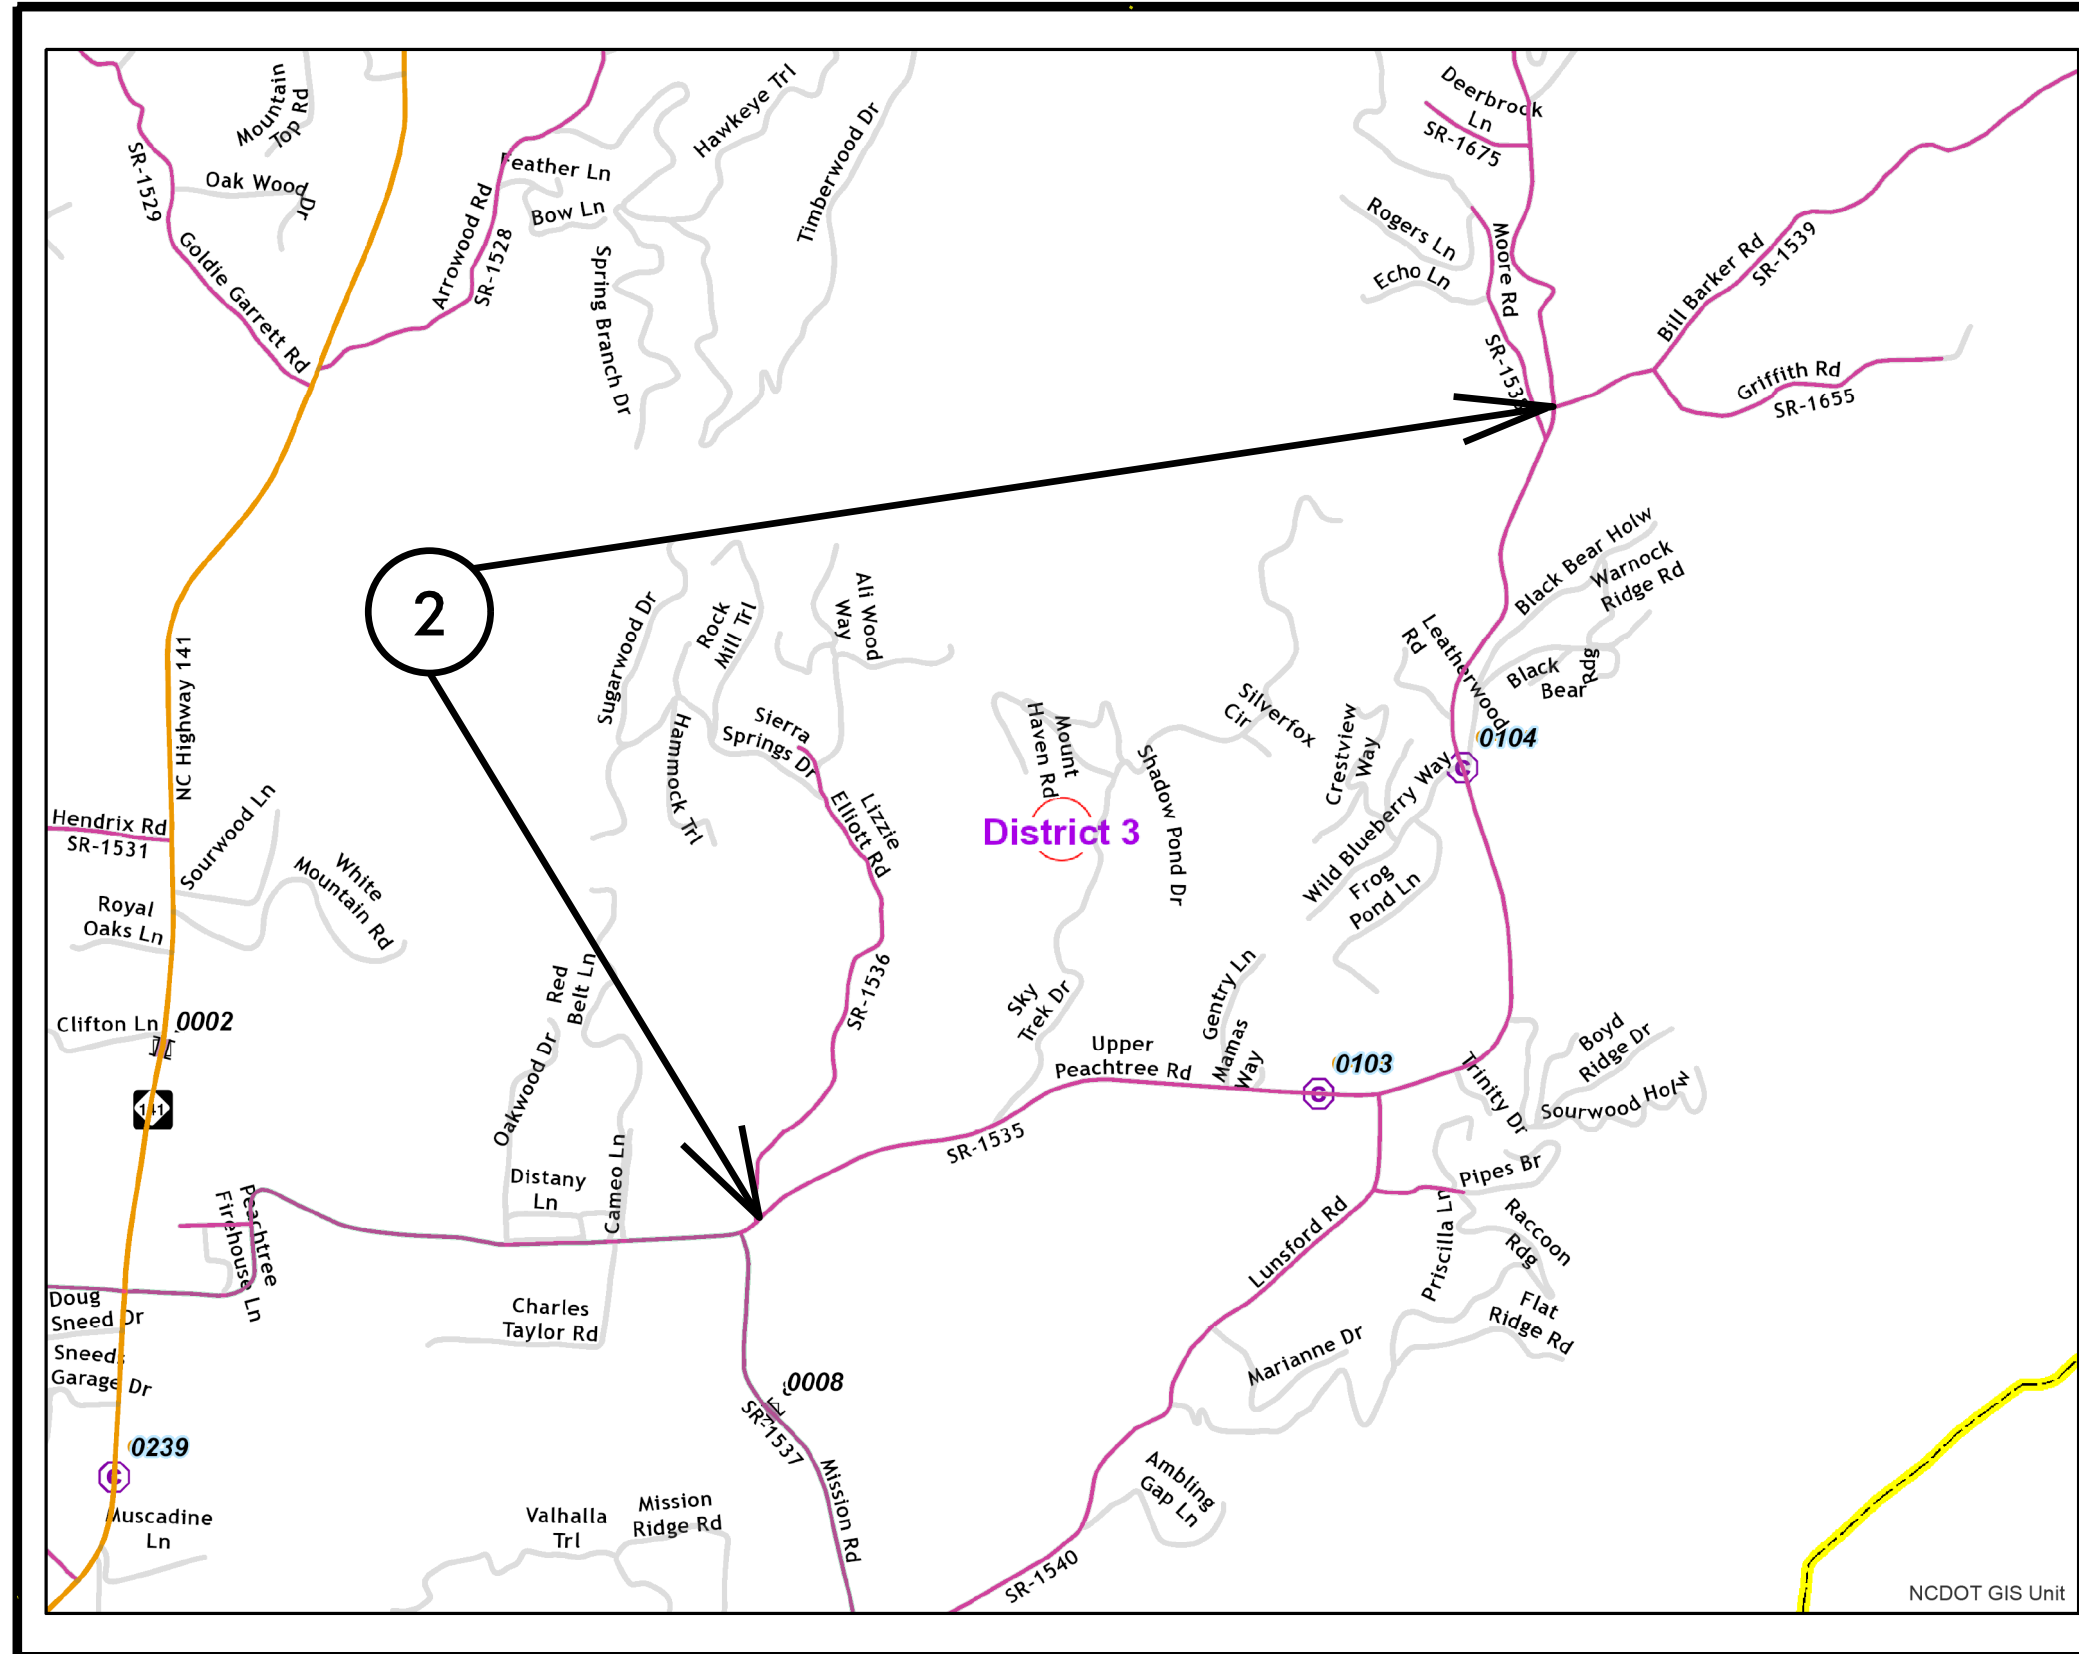 Mountain
Top Rd
SR-1529
Oak Wood
Dr
Goldie Garrett Rd
Arrowood Rd
SR-1528
Feather Ln
Bow Ln
Spring Branch Dr
Hawkeye Trl
Timberwood Dr
Deerbrook
Ln
SR-1675
Rogers Ln
Echo Ln
Moore Rd
Bill Barker Rd
SR-1539
Griffith Rd
SR-1655
2
NC Highway 141
Sugarwood Dr
Rock
Mill Trl
Ali Wood
Way
Sierra
Springs Dr
Hammock Trl
Lizzie
Elliott Rd
SR-1536
Mount
Haven Rd
District 3
Shadow Pond Dr
Silverfox
Cir
Crestview
Way
Wild Blueberry Way
Frog
Pond Ln
Leatherwood
Rd
Black Bear Holw
Warnock
Ridge Rd
Black
Bear
Rdg
0104
C
Hendrix Rd
SR-1531
Sourwood Ln
White
Mountain Rd
Royal
Oaks Ln
Clifton Ln
0002
141
Red
Belt Ln
Oakwood Dr
Distany
Ln
Cameo Ln
Sky
Trek Dr
Upper
Peachtree Rd
SR-1535
Gentry Ln
Mamas
Way
0103
C
Trinity Dr
Boyd
Ridge Dr
Sourwood Holw
Pipes Br
Priscilla Ln
Raccoon
Rdg
Flat
Ridge Rd
Lunsford Rd
Marianne Dr
Peachtree
Firehouse Ln
Doug
Sneed Dr
Sneeds
Garage Dr
0239
C
Muscadine
Ln
Charles
Taylor Rd
0008
SR-1537
Mission Rd
Valhalla
Trl
Mission
Ridge Rd
Ambling
Gap Ln
SR-1540
NCDOT GIS Unit